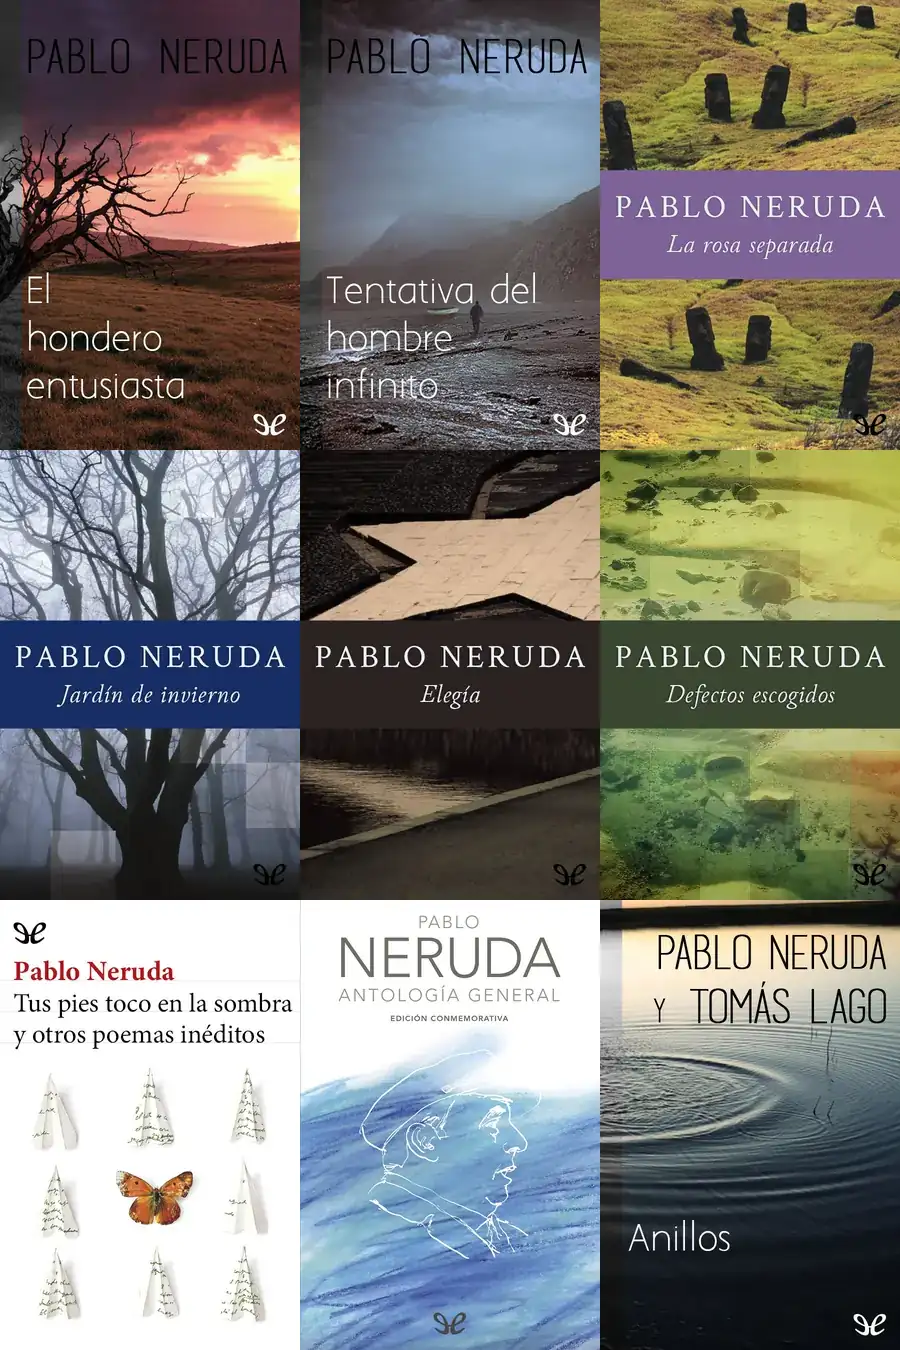 PABLO NERUDA
El
hondero
entusiasta
PABLO NERUDA
Tentativa del
hombre
infinito
PABLO NERUDA
La rosa separada
PABLO NERUDA
Jardín de invierno
PABLO NERUDA
Elegía
PABLO NERUDA
Defectos escogidos
Pablo Neruda
Tus pies toco en la sombra
y otros poemas inéditos
PABLO
NERUDA
ANTOLOGÍA GENERAL
EDICIÓN CONMEMORATIVA
PABLO NERUDA
Y TOMÁS LAGO
Anillos